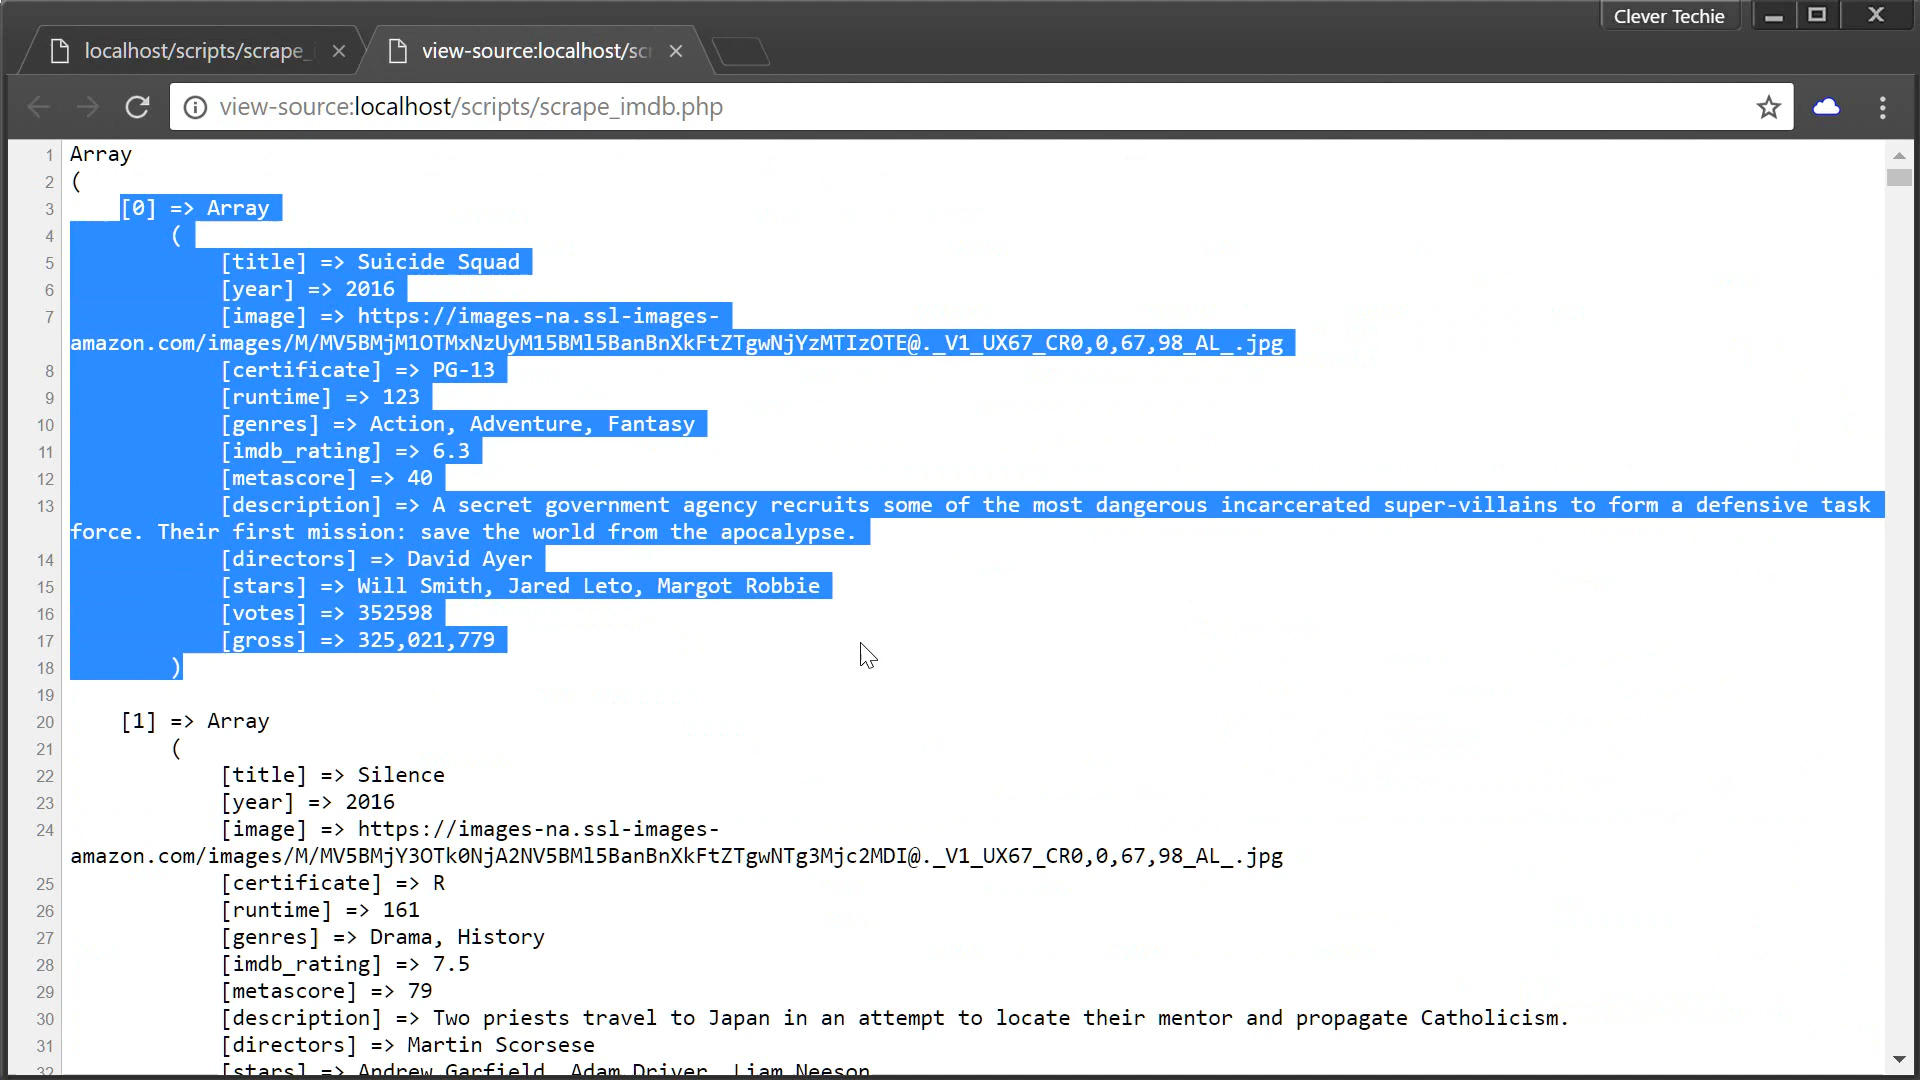 Clever Techie
localhost/scripts/scrape_
view-source:localhost/scr
view-source:localhost/scripts/scrape_imdb.php
1 Array
2 (
3 [0] => Array
4 (
5 [title] => Suicide Squad
6 [year] => 2016
7 [image] => https://images-na.ssl-images-
amazon.com/images/M/MV5BMjM1OTMxNzUyM15BMl5BanBnXkFtZTgwNjYzMTIzOTE@._V1_UX67_CR0,0,67,98_AL_.jpg
8 [certificate] => PG-13
9 [runtime] => 123
10 [genres] => Action, Adventure, Fantasy
11 [imdb_rating] => 6.3
12 [metascore] => 40
13 [description] => A secret government agency recruits some of the most dangerous incarcerated super-villains to form a defensive task
force. Their first mission: save the world from the apocalypse.
14 [directors] => David Ayer
15 [stars] => Will Smith, Jared Leto, Margot Robbie
16 [votes] => 352598
17 [gross] => 325,021,779
18 )
19
20 [1] => Array
21 (
22 [title] => Silence
23 [year] => 2016
24 [image] => https://images-na.ssl-images-
amazon.com/images/M/MV5BMjY3OTk0NjA2NV5BMl5BanBnXkFtZTgwNTg3Mjc2MDI@._V1_UX67_CR0,0,67,98_AL_.jpg
25 [certificate] => R
26 [runtime] => 161
27 [genres] => Drama, History
28 [imdb_rating] => 7.5
29 [metascore] => 79
30 [description] => Two priests travel to Japan in an attempt to locate their mentor and propagate Catholicism.
31 [directors] => Martin Scorsese
32 [stars] => Andrew Garfield, Adam Driver, Liam Neeson